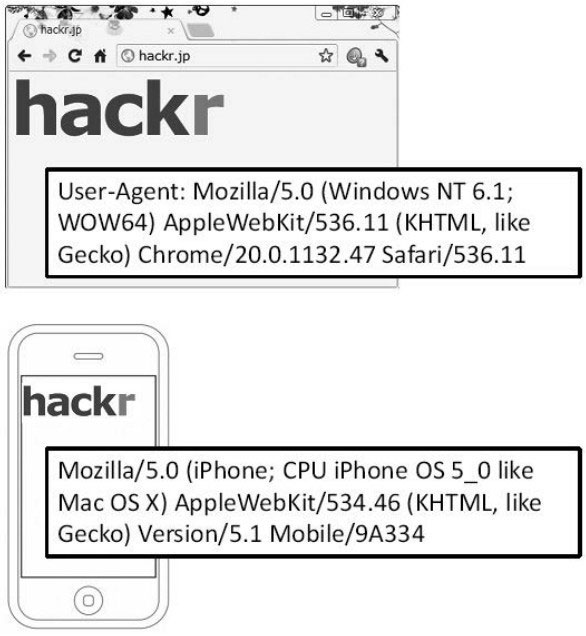 hackr.jp
hackr.jp
hackr
User-Agent: Mozilla/5.0 (Windows NT 6.1;
WOW64) AppleWebKit/536.11 (KHTML, like
Gecko) Chrome/20.0.1132.47 Safari/536.11
hackr
Mozilla/5.0 (iPhone; CPU iPhone OS 5_0 like
Mac OS X) AppleWebKit/534.46 (KHTML, like
Gecko) Version/5.1 Mobile/9A334